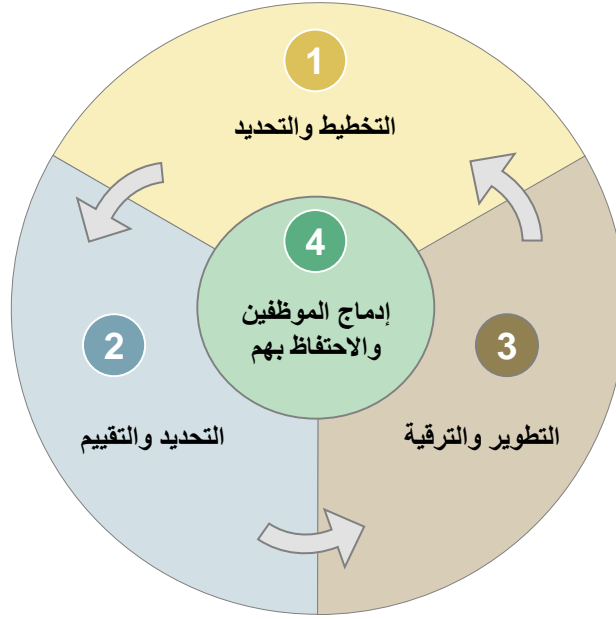 1
التخطيط والتحديد
4
إدماج الموظفين
والاحتفاظ بهم
2
التحديد والتقييم
3
التطوير والترقية